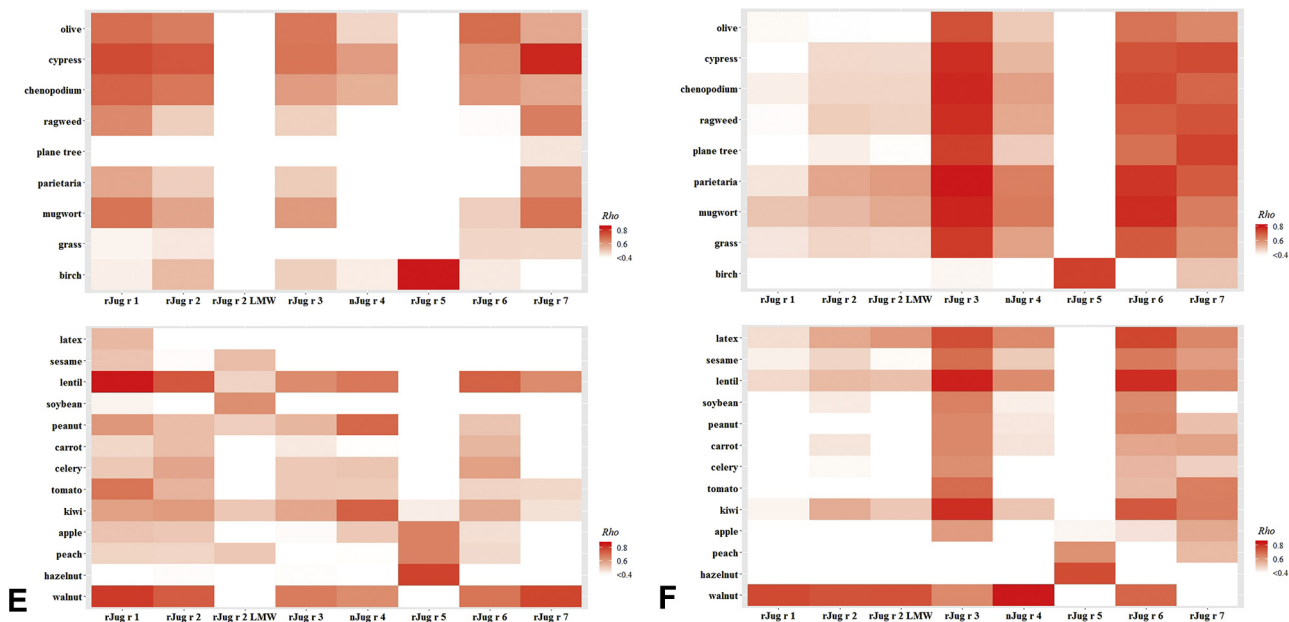 olive
cypress
chenopodium
ragweed
plane tree
parietaria
mugwort
grass
birch
rJug r 1 rJug r 2 rJug r 2 LMW rJug r 3 nJug r 4 rJug r 5 rJug r 6 rJug r 7
Rho
0.8
0.6
<0.4
olive
cypress
chenopodium
ragweed
plane tree
parietaria
mugwort
grass
birch
rJug r 1 rJug r 2 rJug r 2 LMW rJug r 3 nJug r 4 rJug r 5 rJug r 6 rJug r 7
Rho
0.8
0.6
<0.4
latex
sesame
lentil
soybean
peanut
carrot
celery
tomato
kiwi
apple
peach
hazelnut
walnut
rJug r 1 rJug r 2 rJug r 2 LMW rJug r 3 nJug r 4 rJug r 5 rJug r 6 rJug r 7
Rho
0.8
0.6
<0.4
E
latex
sesame
lentil
soybean
peanut
carrot
celery
tomato
kiwi
apple
peach
hazelnut
walnut
rJug r 1 rJug r 2 rJug r 2 LMW rJug r 3 nJug r 4 rJug r 5 rJug r 6 rJug r 7
Rho
0.8
0.6
<0.4
F